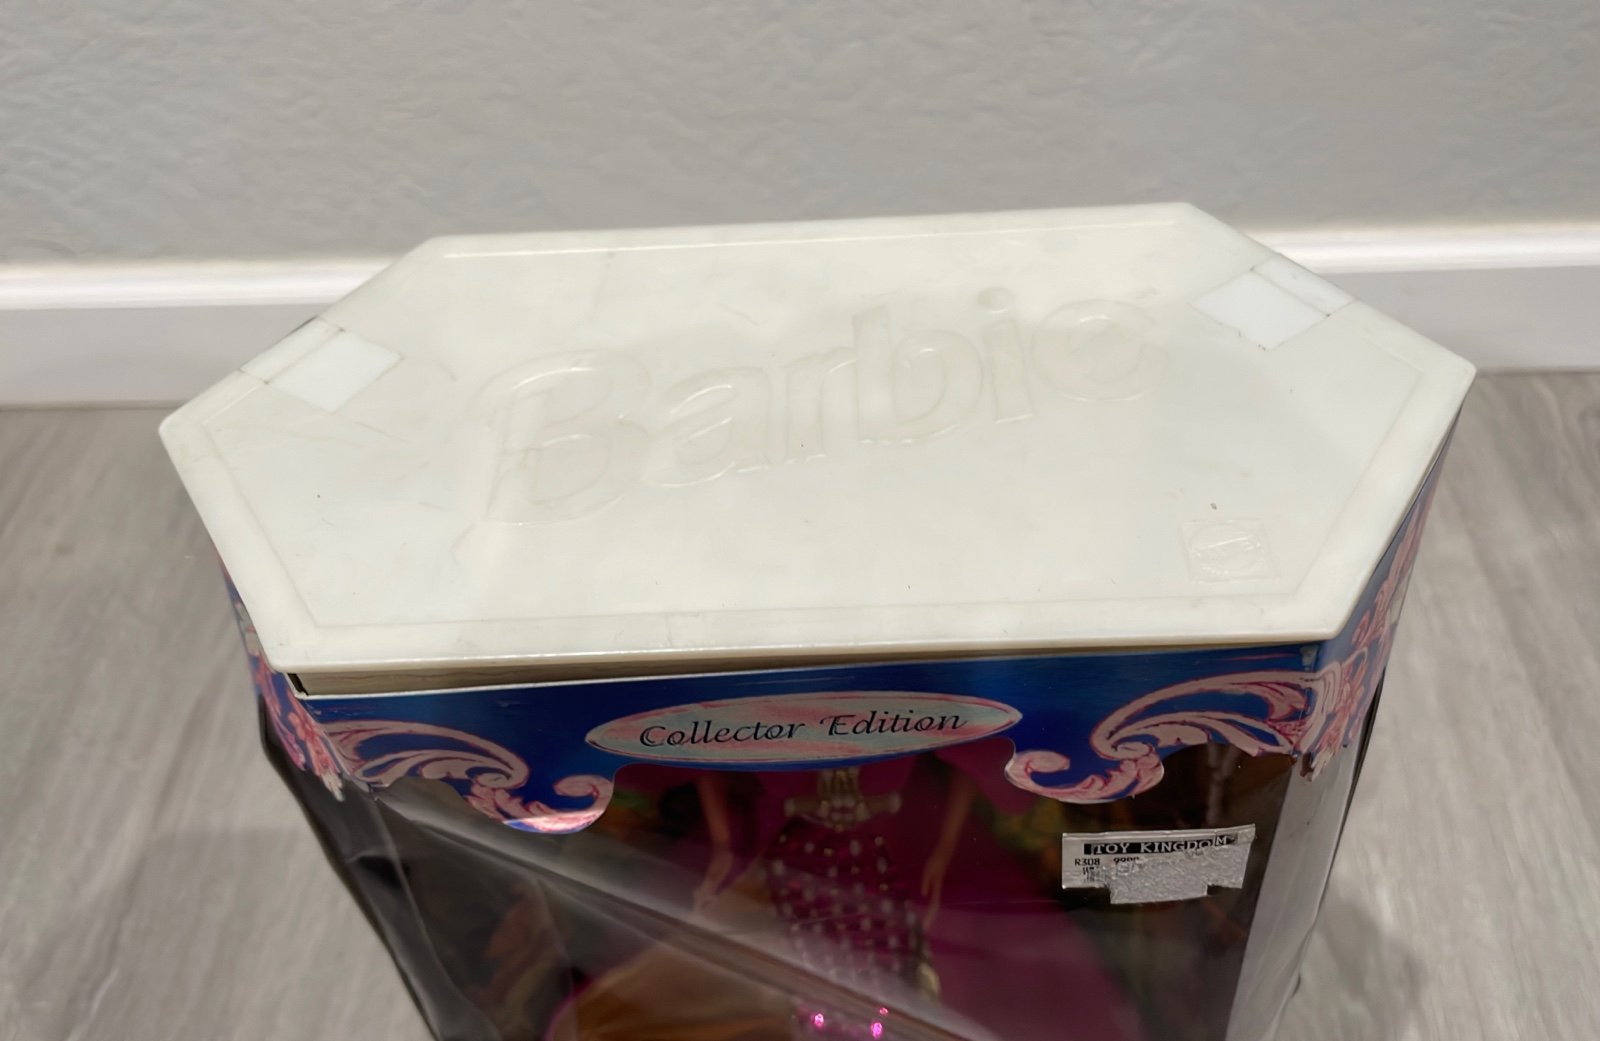 Barbie
Collector Edition
TOY KINGDOM
R308